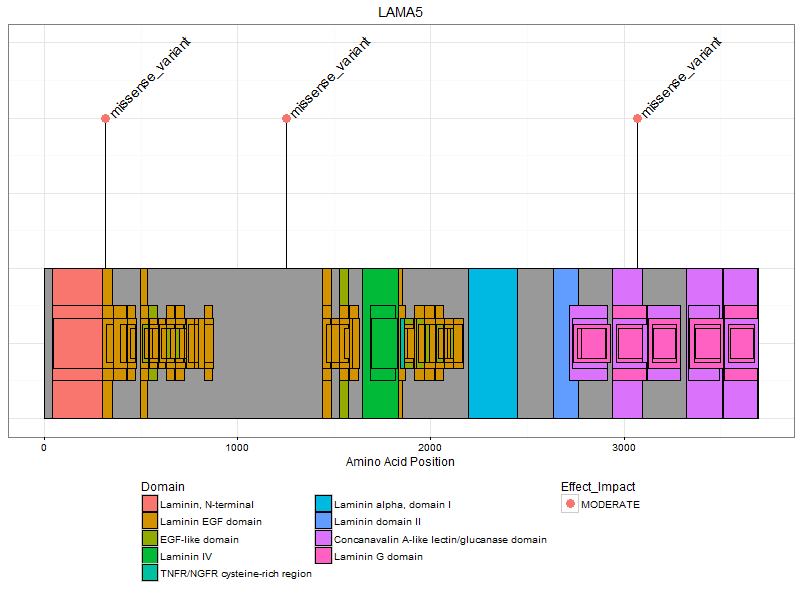 LAMA5
missense_variant
missense_variant
missense_variant
0 1000 2000 3000
Amino Acid Position
Domain
Laminin, N-terminal
Laminin EGF domain
EGF-like domain
Laminin IV
TNFR/NGFR cysteine-rich region
Laminin alpha, domain I
Laminin domain II
Concanavalin A-like lectin/glucanase domain
Laminin G domain
Effect_Impact
MODERATE